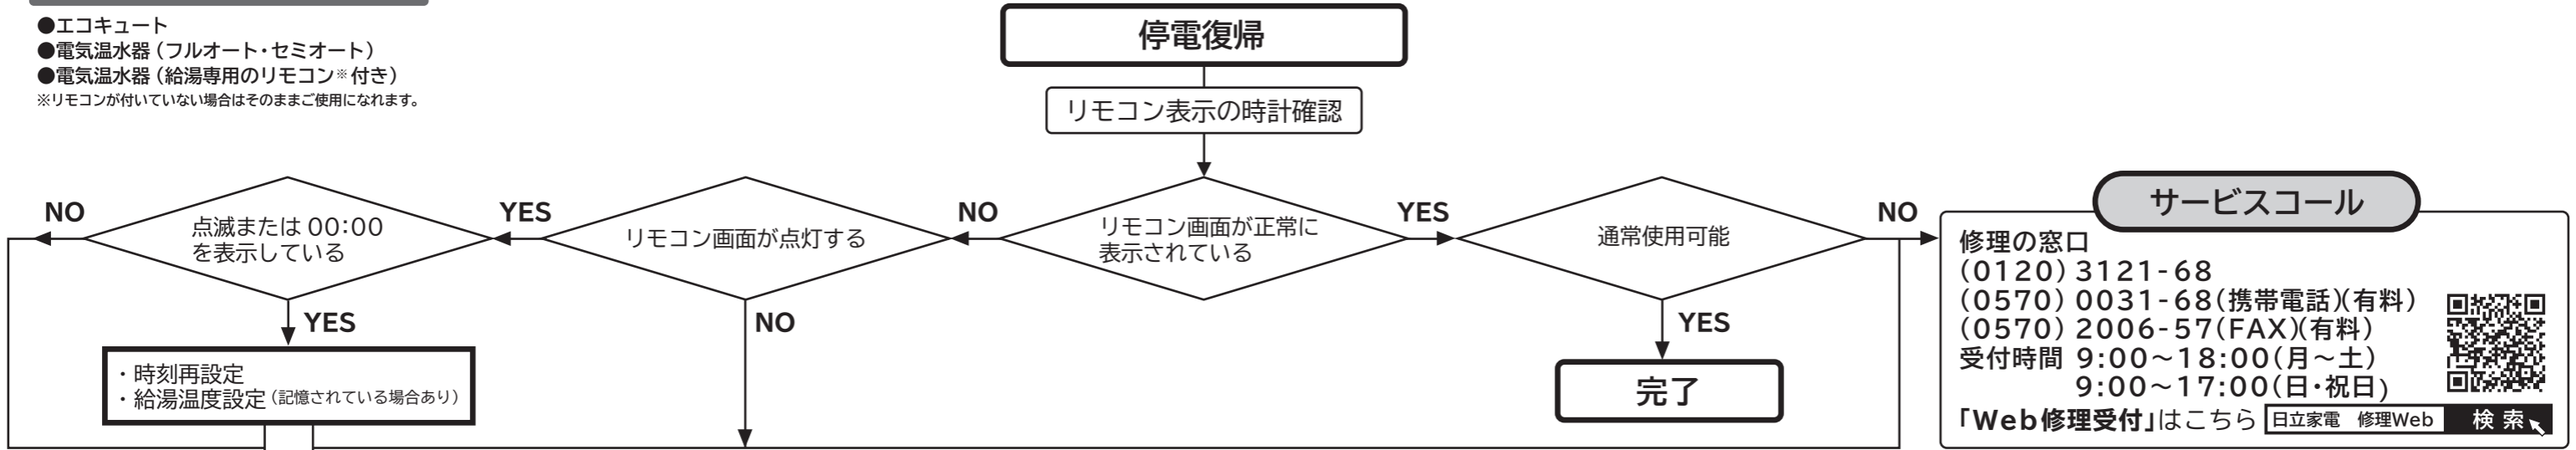 ●エコキュート
●電気温水器（フルオート・セミオート）
●電気温水器（給湯専用のリモコン※付き）
※リモコンが付いていない場合はそのままご使用になれます。
停電復帰
リモコン表示の時計確認
NO
点滅または 00：00
を表示している
YES
リモコン画面が点灯する
NO
リモコン画面が正常に
表示されている
YES
通常使用可能
NO
YES
NO
YES
・時刻再設定
・給湯温度設定（記憶されている場合あり）
完了
サービスコール
修理の窓口
（0120）3121-68
（0570）0031-68（携帯電話）（有料）
（0570）2006-57（FAX）（有料）
受付時間 9:00～18:00（月～土）
9:00～17:00（日・祝日）
「Web修理受付」はこちら 日立家電 修理Web 検索